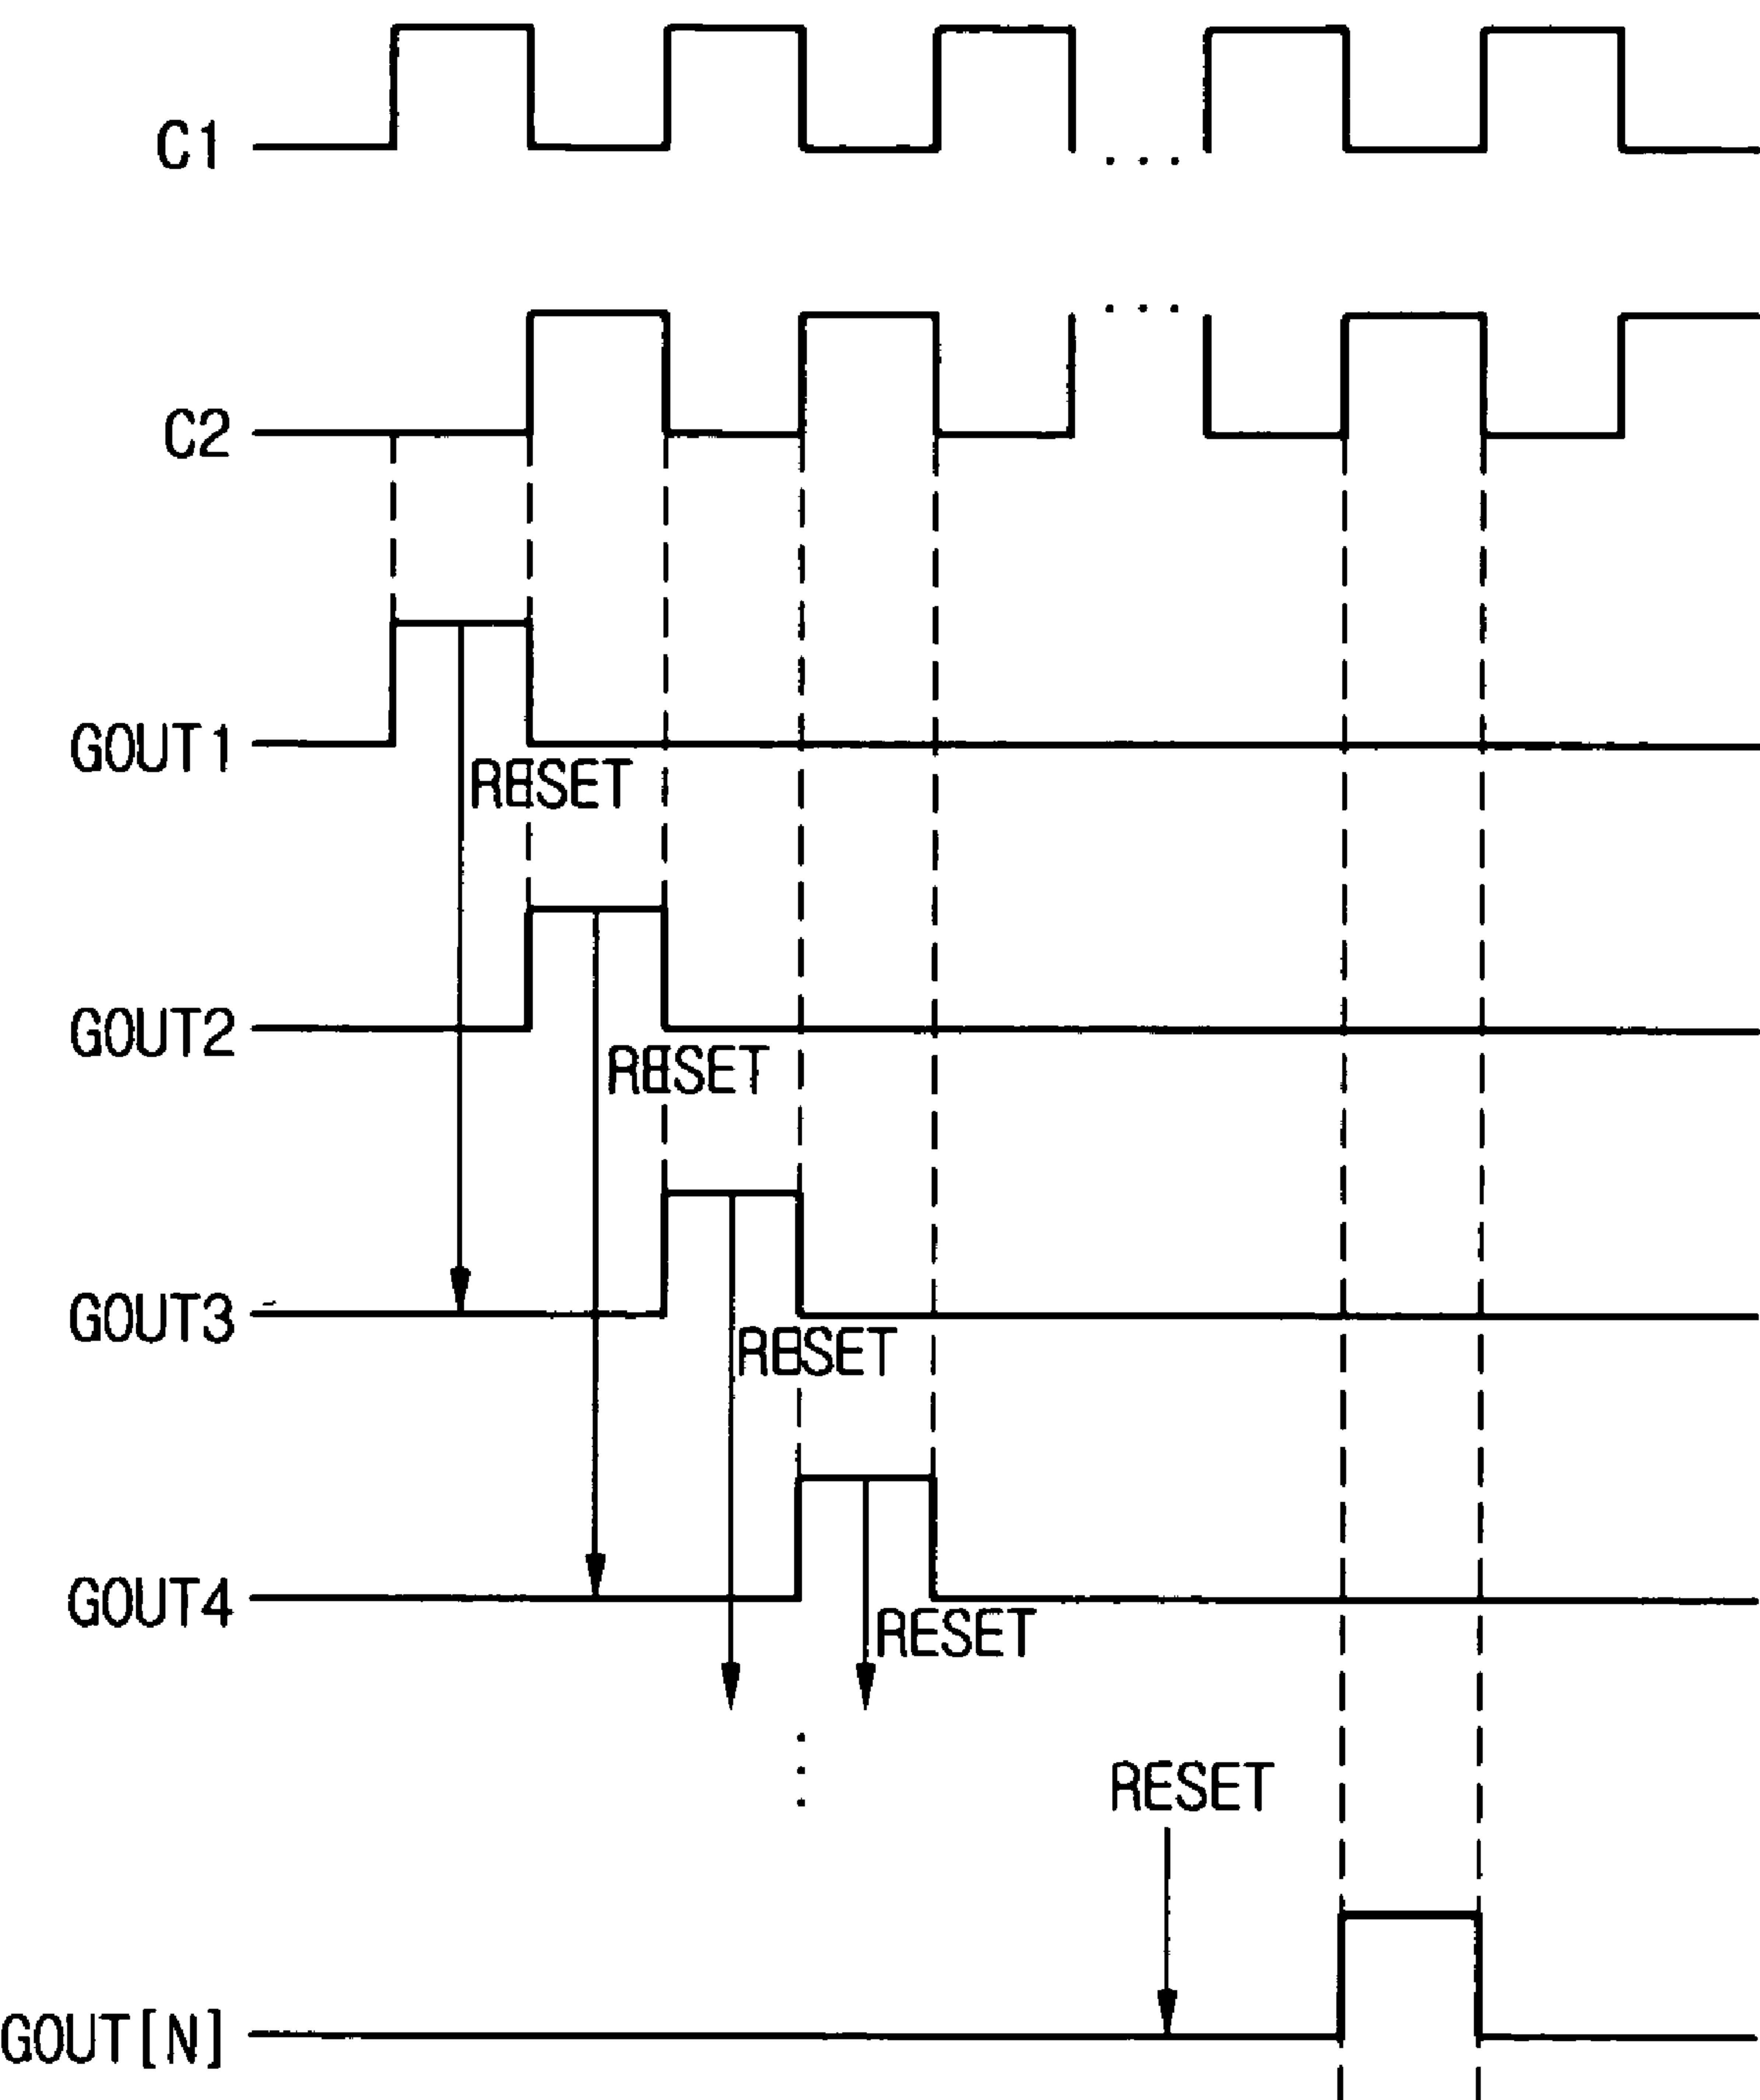 C1
. . .
. . .
C2
GOUT1
RESET
GOUT2
RESET
GOUT3
RESET
GOUT4
RESET
RESET
GOUT[N]